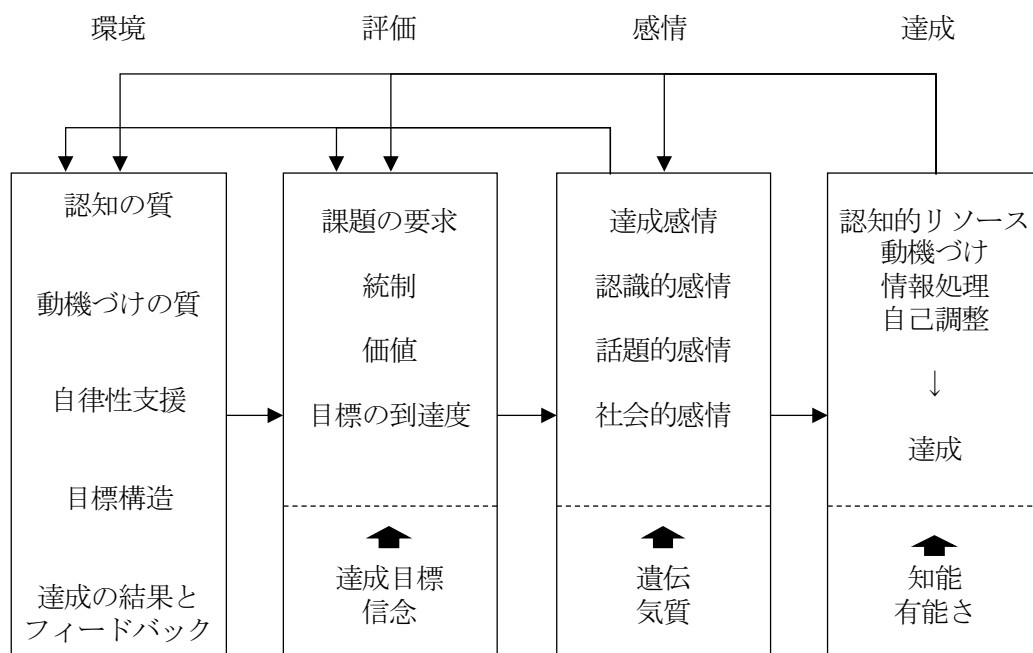 環境
評価
感情
達成
認知の質
動機づけの質
自律性支援
目標構造
達成の結果と
フィードバック
課題の要求
統制
価値
目標の到達度
達成目標
信念
達成感情
認識的感情
話題的感情
社会的感情
遺伝
気質
認知的リソース
動機づけ
情報処理
自己調整
↓
達成
知能
有能さ